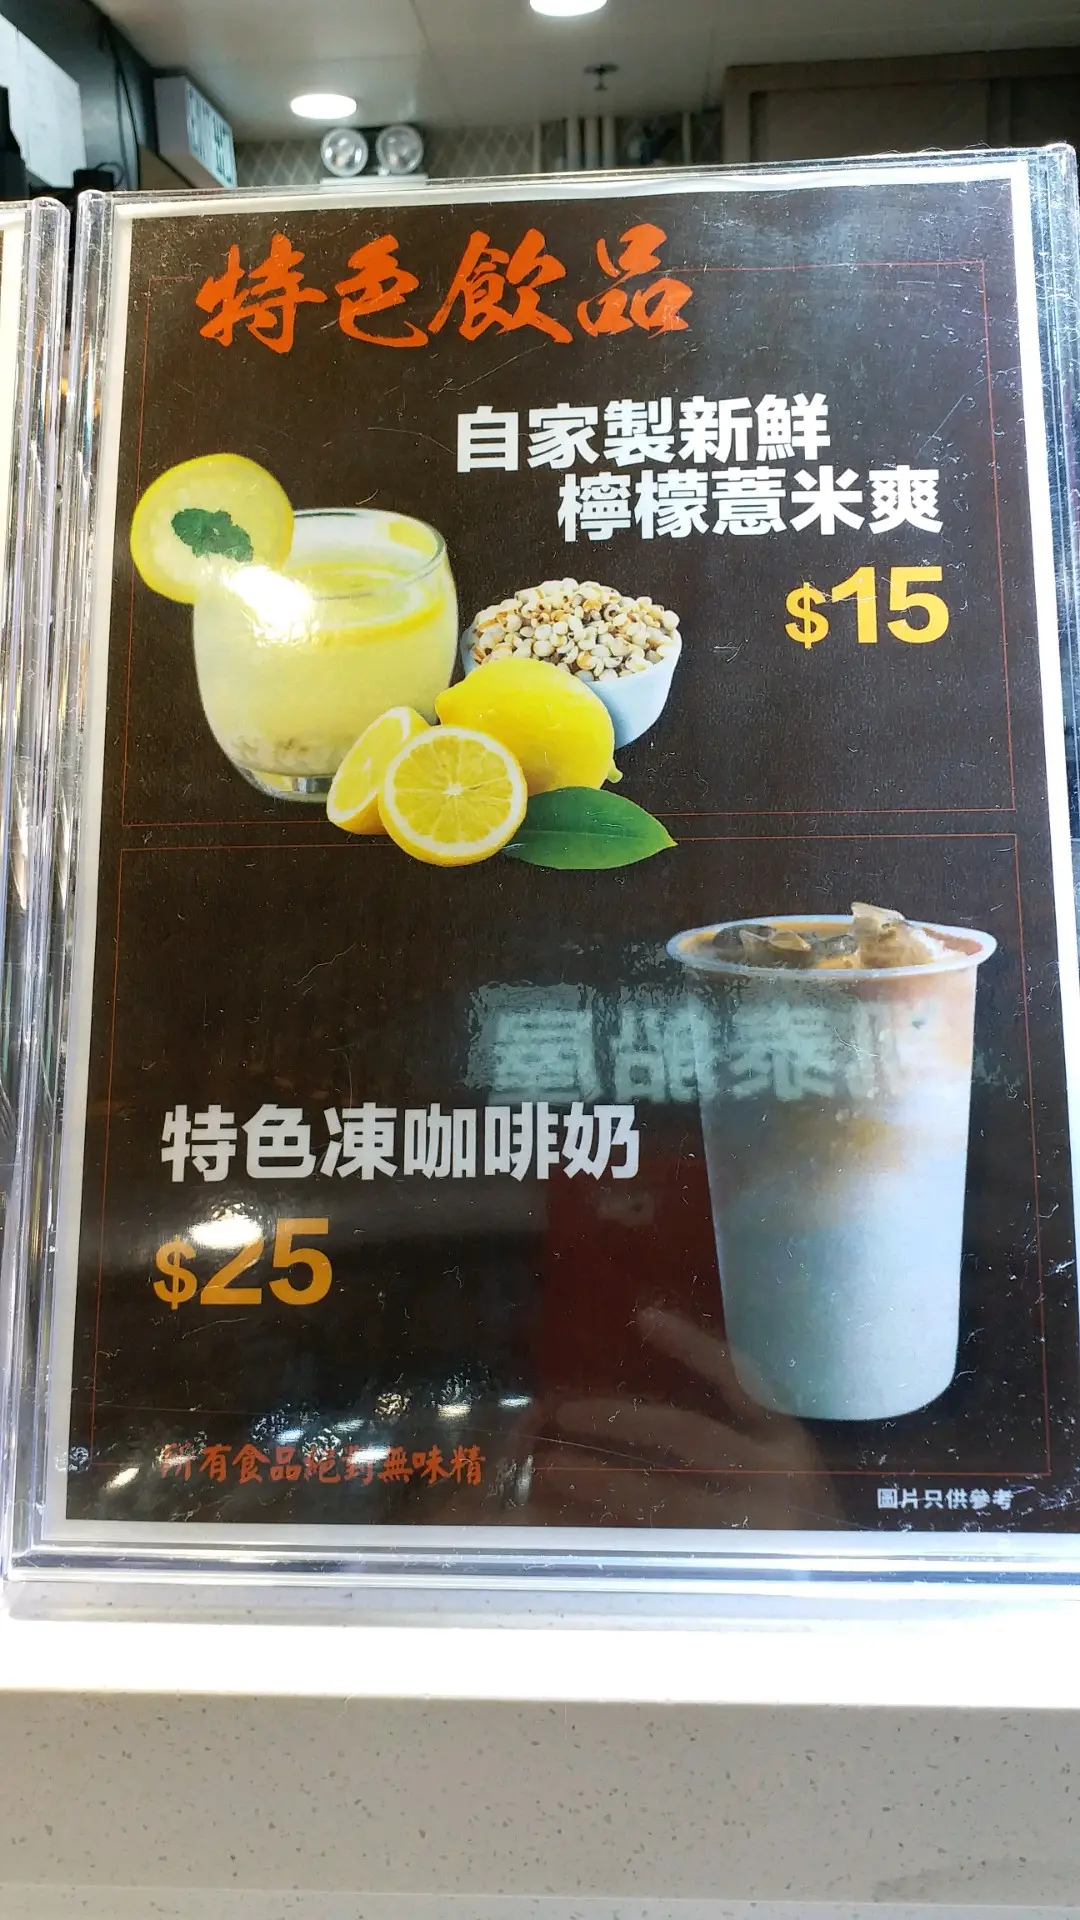 特色飲品
自家製新鮮
檸檬薏米爽
$15
特色凍咖啡奶
$25
所有食品絕對無味精
圖片只供參考